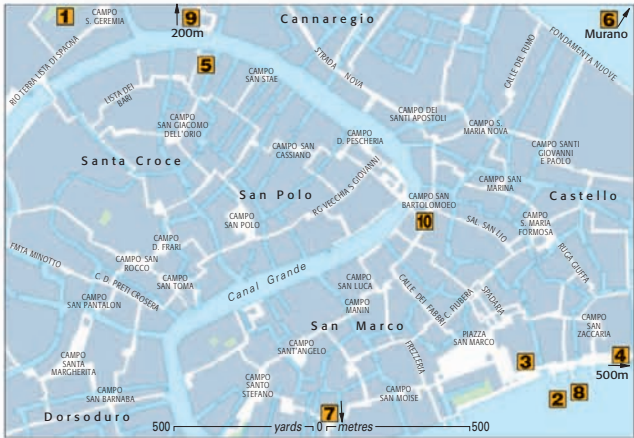 1
CAMPO
S. GEREMIA
9
200m
Cannaregio
6
Murano
RIO TERRA LISTA DI SPAGNA
5
STRADA NOVA
CALLE DEL FUMO
FONDAMENTA NUOVE
CAMPO
SAN STAE
LISTA DEI
BARI
CAMPO
SAN GIACOMO
DELL'ORIO
CAMPO DEI
SANTI APOSTOLI
CAMPO S.
MARIA NOVA
CAMPO
D. PESCHERIA
CAMPO SAN
CASSIANO
CAMPO SANTI
GIOVANNI
E PAOLO
Santa Croce
San Polo
RG VECCHIA S GIOVANNI
CAMPO SAN
MARINA
Castello
CAMPO SAN
BARTOLOMEO
10
CAMPO
SAN POLO
SAL. SAN LIO
CAMPO
S. MARIA
FORMOSA
CAMPO
D. FRARI
RUGA GIUFFA
FMTA MINOTTO
CAMPO SAN
ROCCO
C. D. PRETI CROSERA
CAMPO
SAN TOMA
Canal Grande
CAMPO
SAN LUCA
CALLE DEI FABBRI
C. FIUBERA
SPADARIA
CAMPO
SAN PANTALON
CAMPO
MANIN
San Marco
CAMPO
SAN
ZACCARIA
PIAZZA
SAN MARCO
CAMPO
SANT'ANGELO
FREZZERIA
CAMPO
SANTA
MARGHERITA
3
4
500m
CAMPO
SANTO
STEFANO
CAMPO
SAN MOISE
CAMPO
SAN BARNABA
2
8
7
Dorsoduro
500 yards 0 metres 500